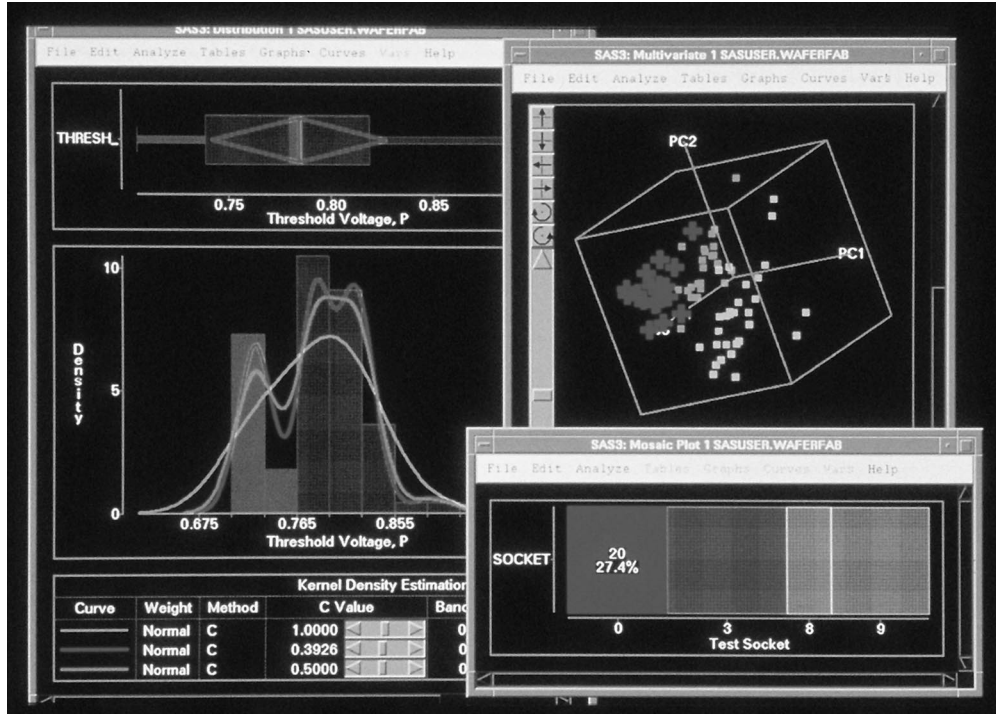 SAS3: Distribution 1 SASUSER.WAFERFAB
File Edit Analyze Tables Graphs Curves Vars Help
THRESH_
0.75 0.80 0.85
Threshold Voltage, P
10
5
0
Density
0.675 0.765 0.855
Threshold Voltage, P
Kernel Density Estimation
Curve Weight Method C Value Banc
Normal C 1.0000 0
Normal C 0.3926 0
Normal C 0.5000 0
SAS3: Multivariate 1 SASUSER.WAFERFAB
File Edit Analyze Tables Graphs Curves Vars Help
PC2
PC1
SAS3: Mosaic Plot 1 SASUSER.WAFERFAB
File Edit Analyze Tables Graphs Curves Vars Help
SOCKET
20
27.4%
0 3 8 9
Test Socket